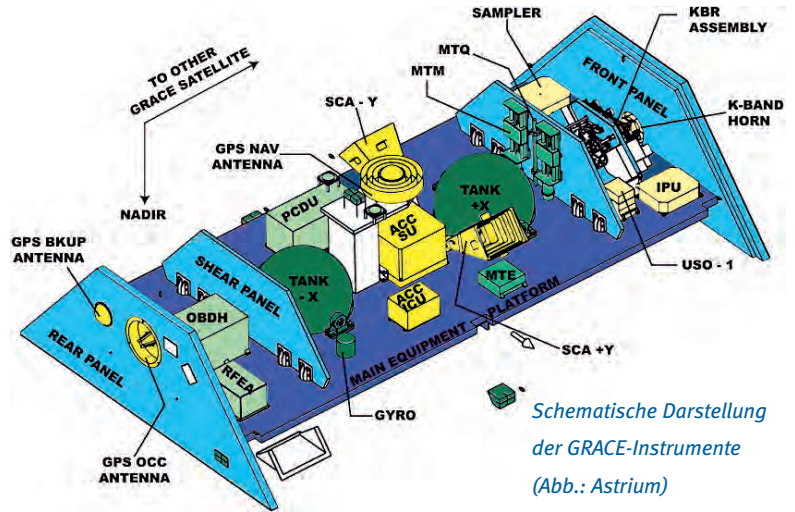 SAMPLER
KBR
ASSEMBLY
MTQ
MTM
FRONT PANEL
K-BAND
HORN
TO OTHER
GRACE SATELLITE
SCA - Y
GPS NAV
ANTENNA
NADIR
PCDU
TANK
+X
IPU
ACC
SU
USO - 1
GPS BKUP
ANTENNA
SHEAR PANEL
TANK
- X
MTE
OBDH
ACC
ICU
MAIN EQUIPMENT PLATFORM
SCA +Y
REAR PANEL
RFEA
GYRO
GPS OCC
ANTENNA
Schematische Darstellung
der GRACE-Instrumente
(Abb.: Astrium)